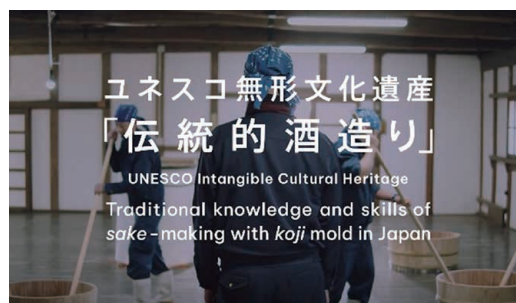 ユネスコ無形文化遺産
「伝統的酒造り」
UNESCO Intangible Cultural Heritage
Traditional knowledge and skills of
sake-making with koji mold in Japan